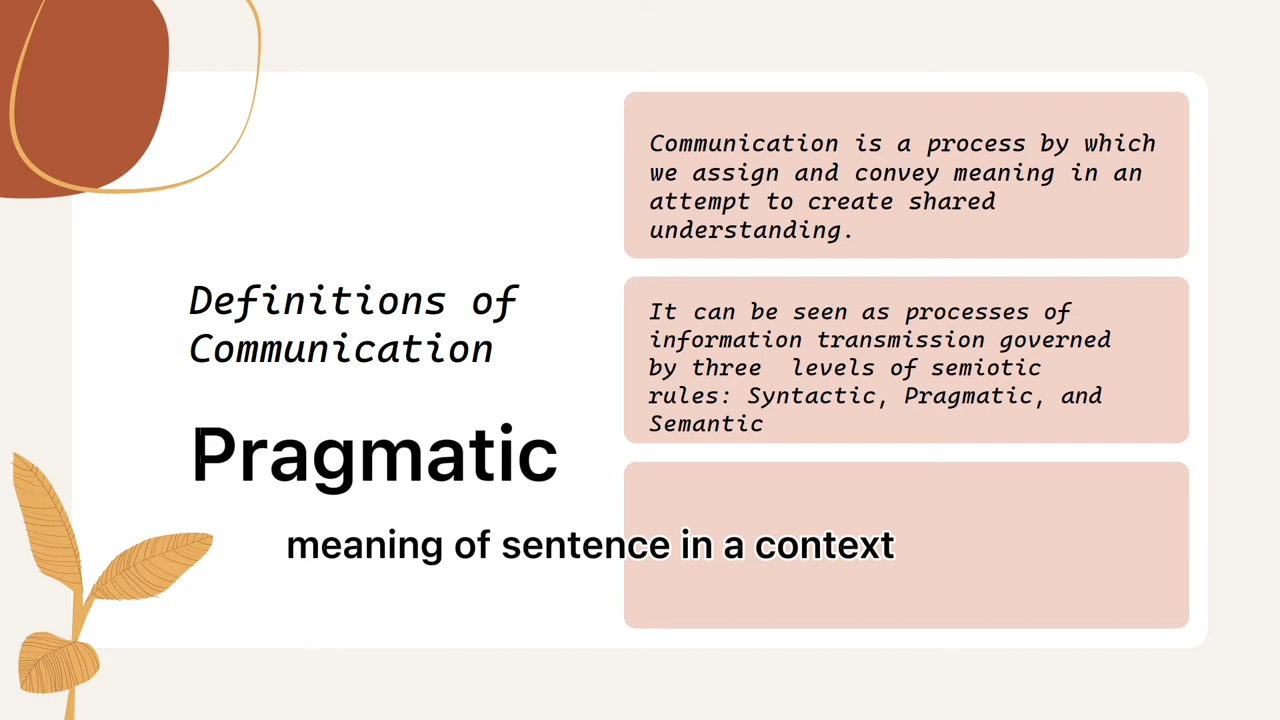 Definitions of
Communication
Pragmatic
meaning of sentence in a context
Communication is a process by which
we assign and convey meaning in an
attempt to create shared
understanding.
It can be seen as processes of
information transmission governed
by three  levels of semiotic
rules: Syntactic, Pragmatic, and
Semantic